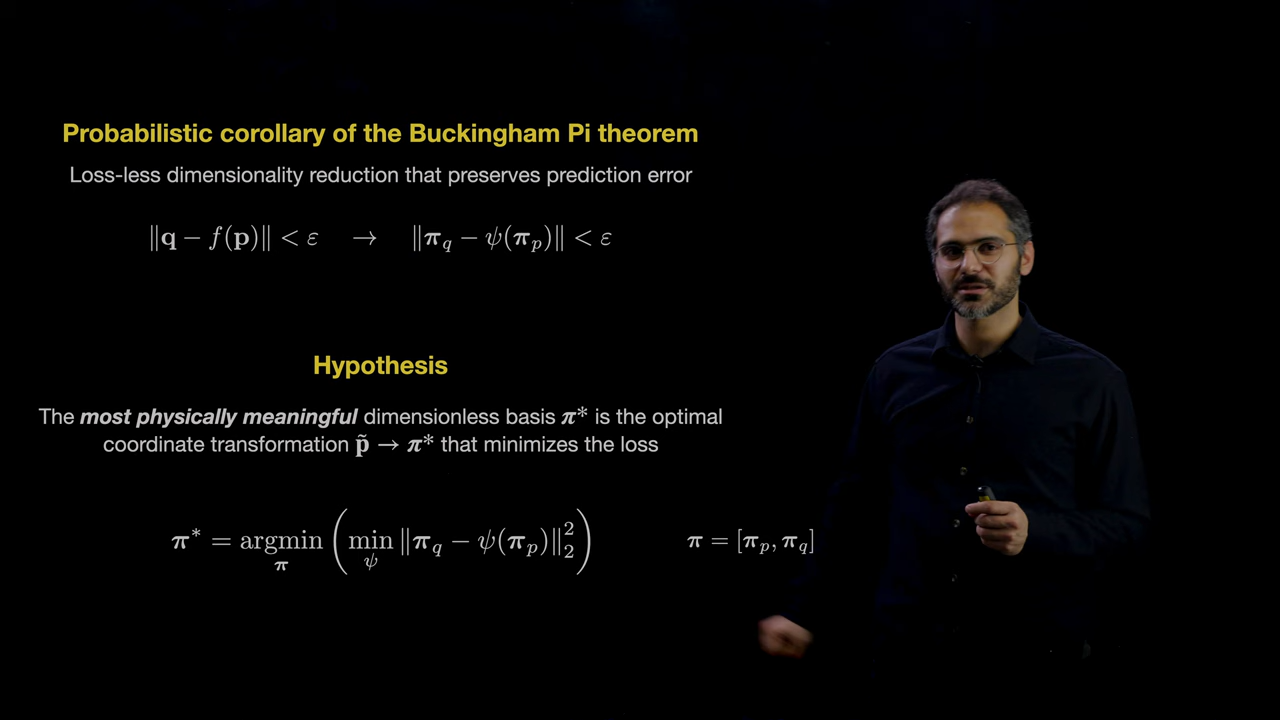 Probabilistic corollary of the Buckingham Pi theorem
Loss-less dimensionality reduction that preserves prediction error
‖q − f(p)‖ < ε → ‖π_q − ψ(π_p)‖ < ε
Hypothesis
The most physically meaningful dimensionless basis π* is the optimal
coordinate transformation p̃ → π* that minimizes the loss
π* = argmin_π ( min_ψ ‖π_q − ψ(π_p)‖₂² ) π = [π_p, π_q]